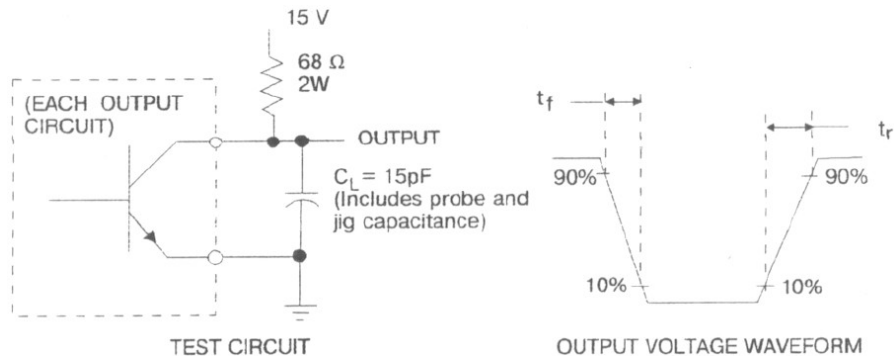 15 V
68 Ω
2W
(EACH OUTPUT
CIRCUIT)
OUTPUT
C_L = 15pF
(Includes probe and
jig capacitance)
TEST CIRCUIT
t_f
t_r
90%
90%
10%
10%
OUTPUT VOLTAGE WAVEFORM